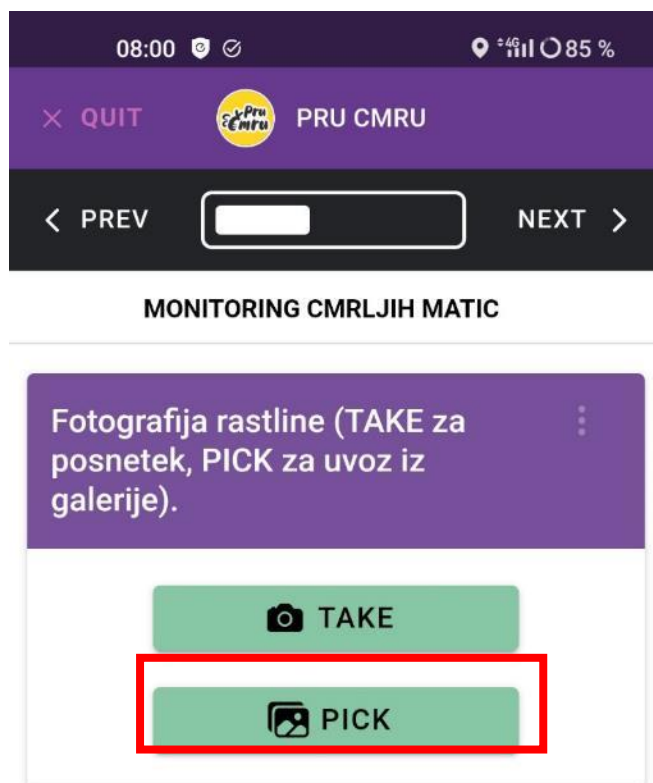 08:00 4G 85 %
QUIT Pru Cmru PRU CMRU
PREV NEXT
MONITORING CMRLJIH MATIC
Fotografija rastline (TAKE za
posnetek, PICK za uvoz iz
galerije).
TAKE
PICK